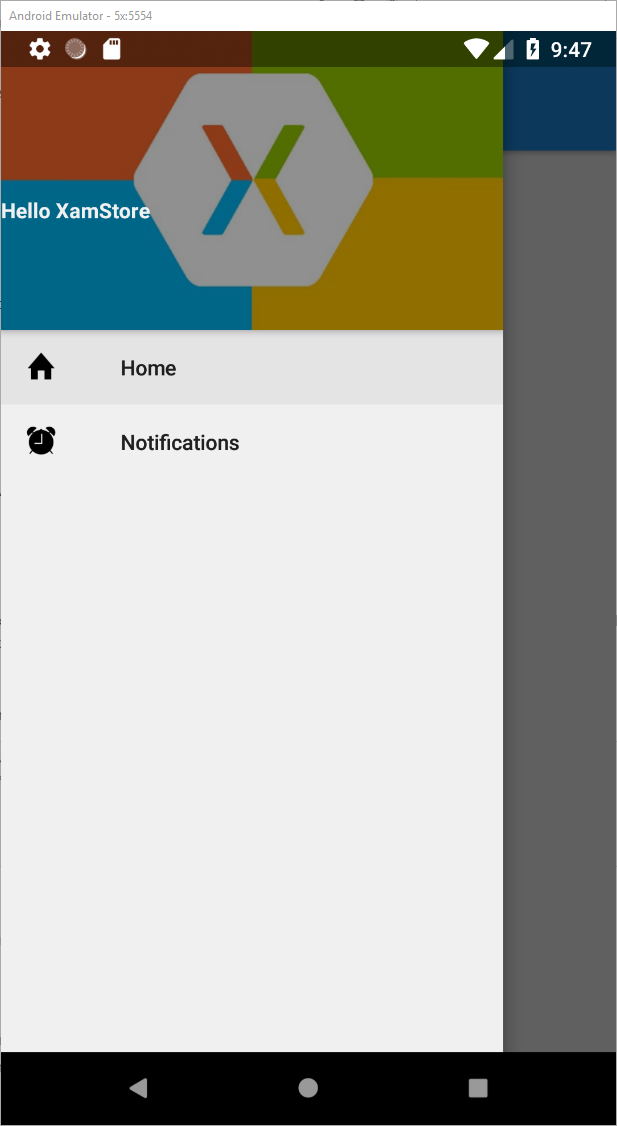 Android Emulator - 5x:5554
9:47
Hello XamStore
Home
Notifications